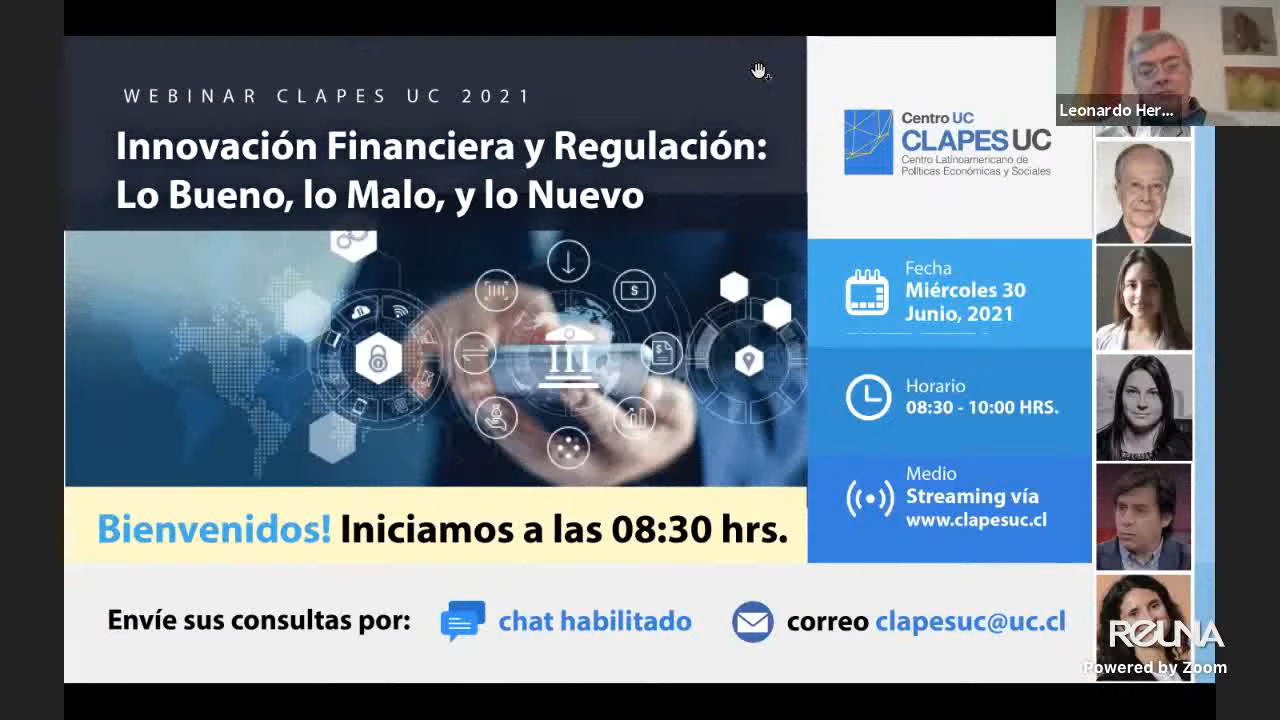 WEBINAR CLAPES UC 2021
Innovación Financiera y Regulación:
Lo Bueno, lo Malo, y lo Nuevo
Centro UC
CLAPES UC
Centro Latinoamericano de
Políticas Económicas y Sociales
Leonardo Her...
Fecha
Miércoles 30
Junio, 2021
Horario
08:30 - 10:00 HRS.
Medio
Streaming vía
www.clapesuc.cl
Bienvenidos! Iniciamos a las 08:30 hrs.
Envíe sus consultas por: chat habilitado correo clapesuc@uc.cl
REUNA
Powered by Zoom